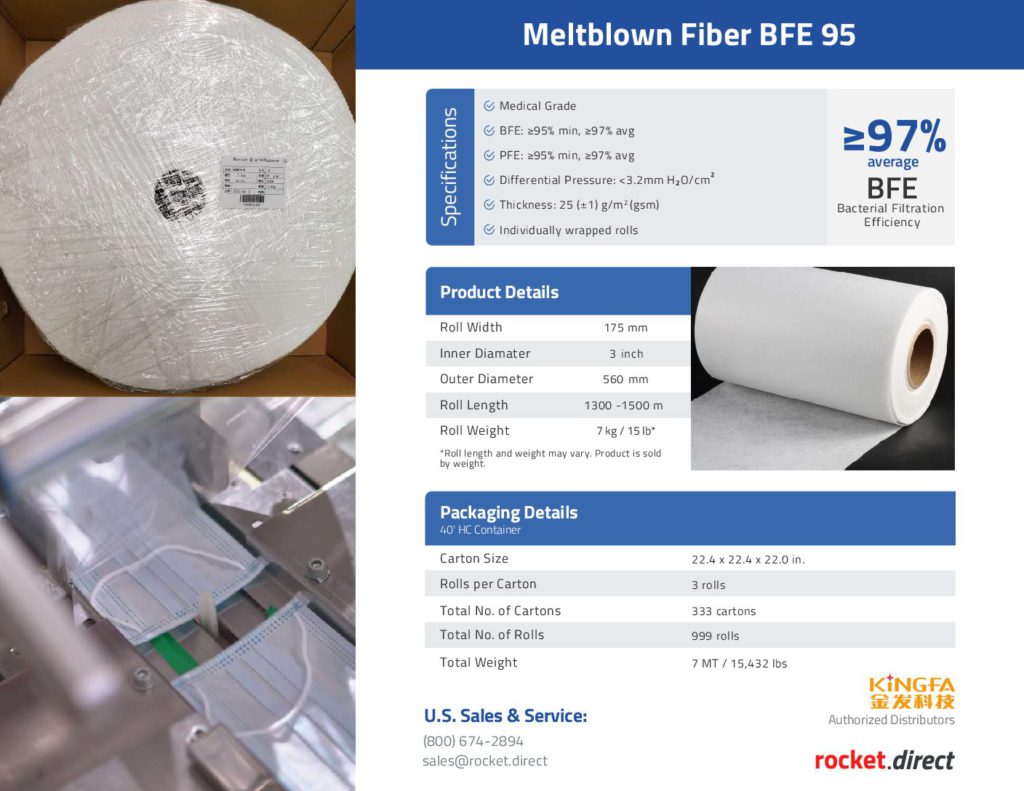 Meltblown Fiber BFE 95
Specifications
Medical Grade
BFE: ≥95% min, ≥97% avg
PFE: ≥95% min, ≥97% avg
Differential Pressure: <3.2mm H₂O/cm²
Thickness: 25 (±1) g/m² (gsm)
Individually wrapped rolls
≥97%
average
BFE
Bacterial Filtration
Efficiency
Product Details
Roll Width 175 mm
Inner Diamater 3 inch
Outer Diameter 560 mm
Roll Length 1300 -1500 m
Roll Weight 7 kg / 15 lb*
*Roll length and weight may vary. Product is sold
by weight.
Packaging Details
40' HC Container
Carton Size 22.4 x 22.4 x 22.0 in.
Rolls per Carton 3 rolls
Total No. of Cartons 333 cartons
Total No. of Rolls 999 rolls
Total Weight 7 MT / 15,432 lbs
U.S. Sales & Service:
(800) 674-2894
sales@rocket.direct
KINGFA
金发科技
Authorized Distributors
rocket.direct